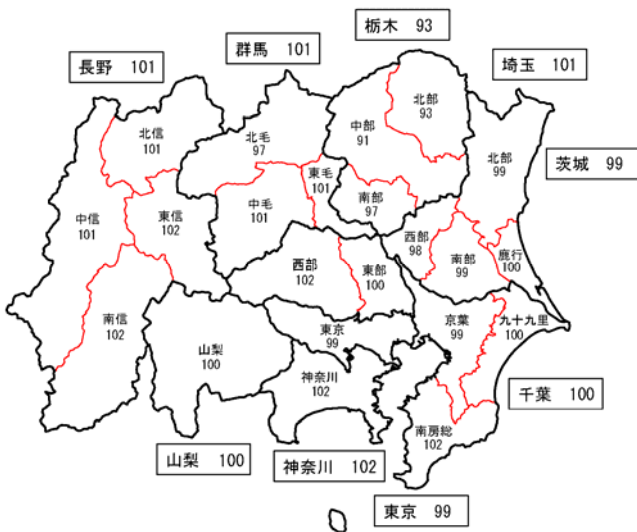 栃木 93
群馬 101
長野 101
埼玉 101
北部
93
北信
101
北毛
97
中部
91
北部
99
茨城 99
東毛
101
中信
101
東信
102
中毛
101
南部
97
西部
98
南部
99
鹿行
100
西部
102
東部
100
南信
102
山梨
100
東京
99
京葉
99
九十九里
100
神奈川
102
千葉 100
南房総
102
山梨 100
神奈川 102
東京 99